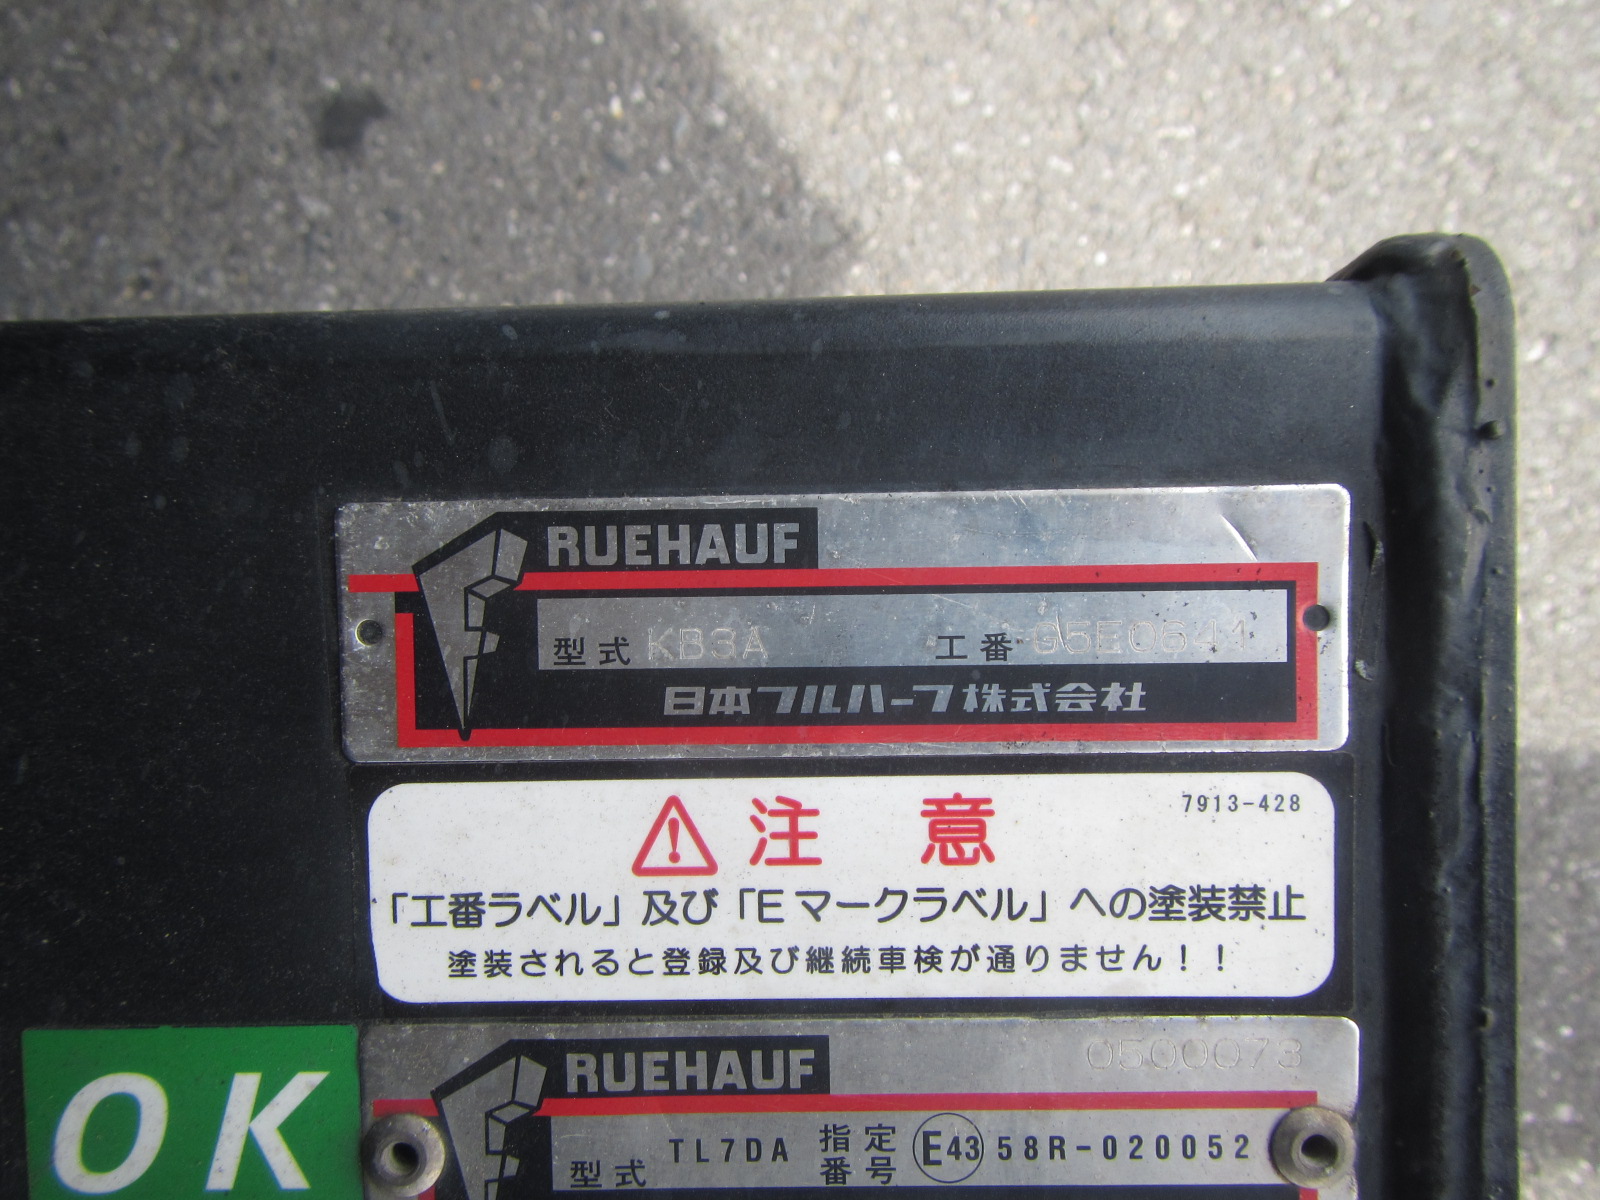 RUEHAUF
型式 KB3A 工番 05E0641
日本フルハーフ株式会社
注意
7913-428
「工番ラベル」及び「Eマークラベル」への塗装禁止
塗装されると登録及び継続車検が通りません！！
OK
RUEHAUF
0500073
型式 TL7DA 指定番号 E43 58R-020052